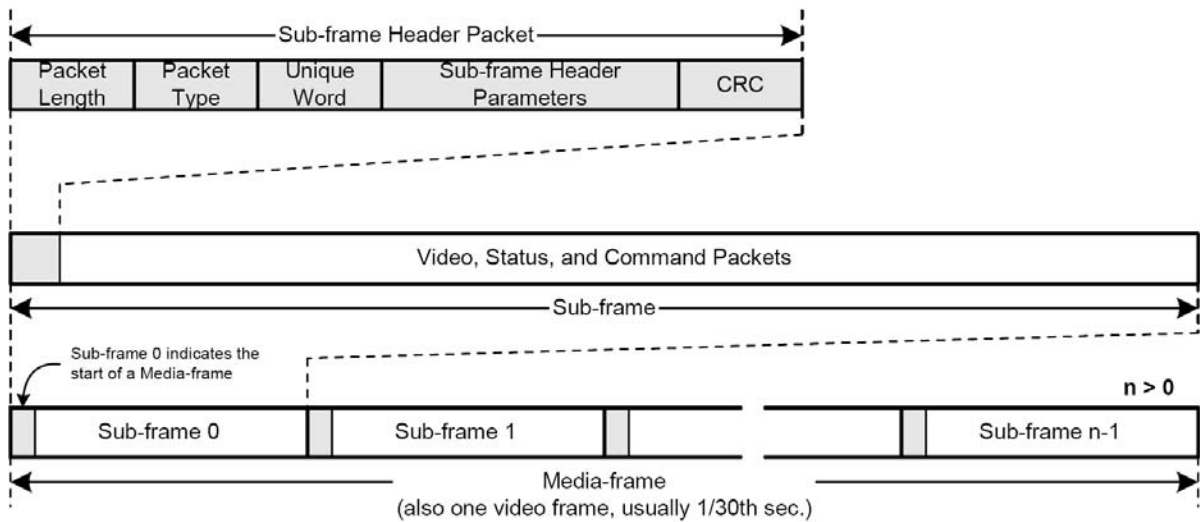 Sub-frame Header Packet
Packet Length
Packet Type
Unique Word
Sub-frame Header Parameters
CRC
Video, Status, and Command Packets
Sub-frame
Sub-frame 0 indicates the
start of a Media-frame
n > 0
Sub-frame 0
Sub-frame 1
Sub-frame n-1
Media-frame
(also one video frame, usually 1/30th sec.)